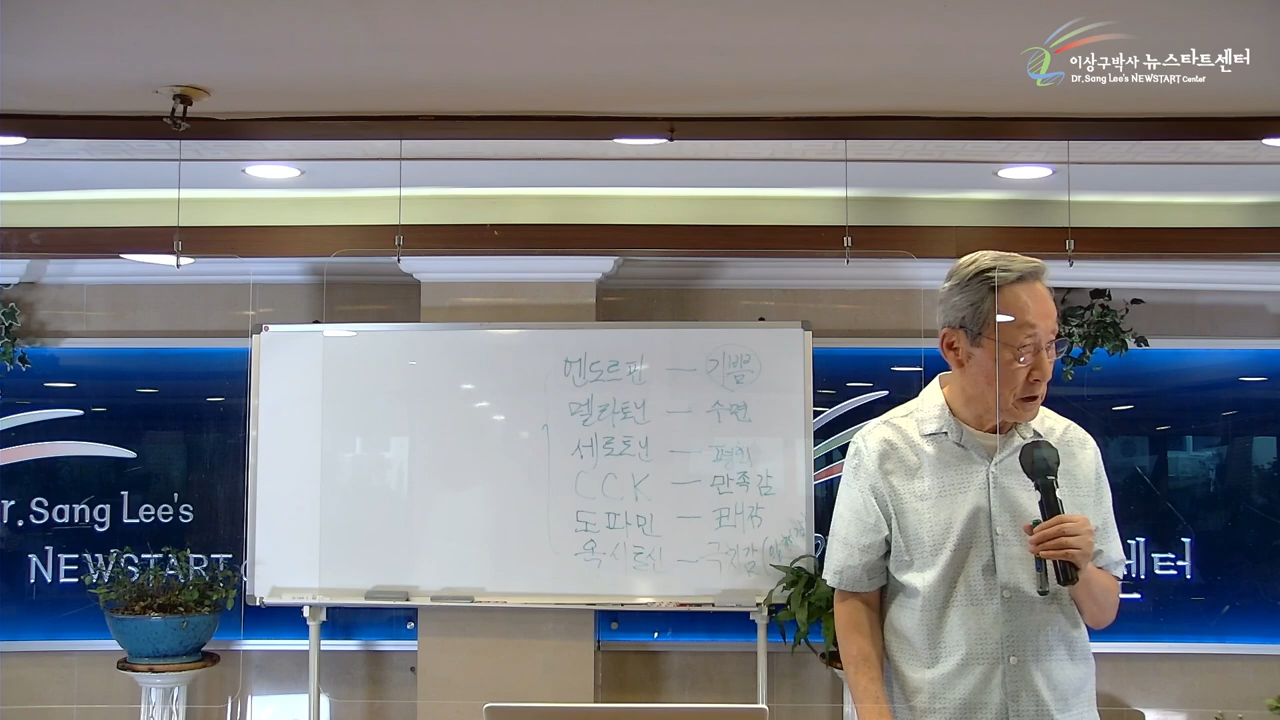 이상구박사 뉴스타트센터
Dr. Sang Lee's NEWSTART Center
엔도르핀 — 기쁨
멜라토닌 — 수면
세로토닌 — 평안
CCK — 만족감
도파민 — 쾌감
옥시토신 — 극치감
r. Sang Lee's
NEWSTART C
센터